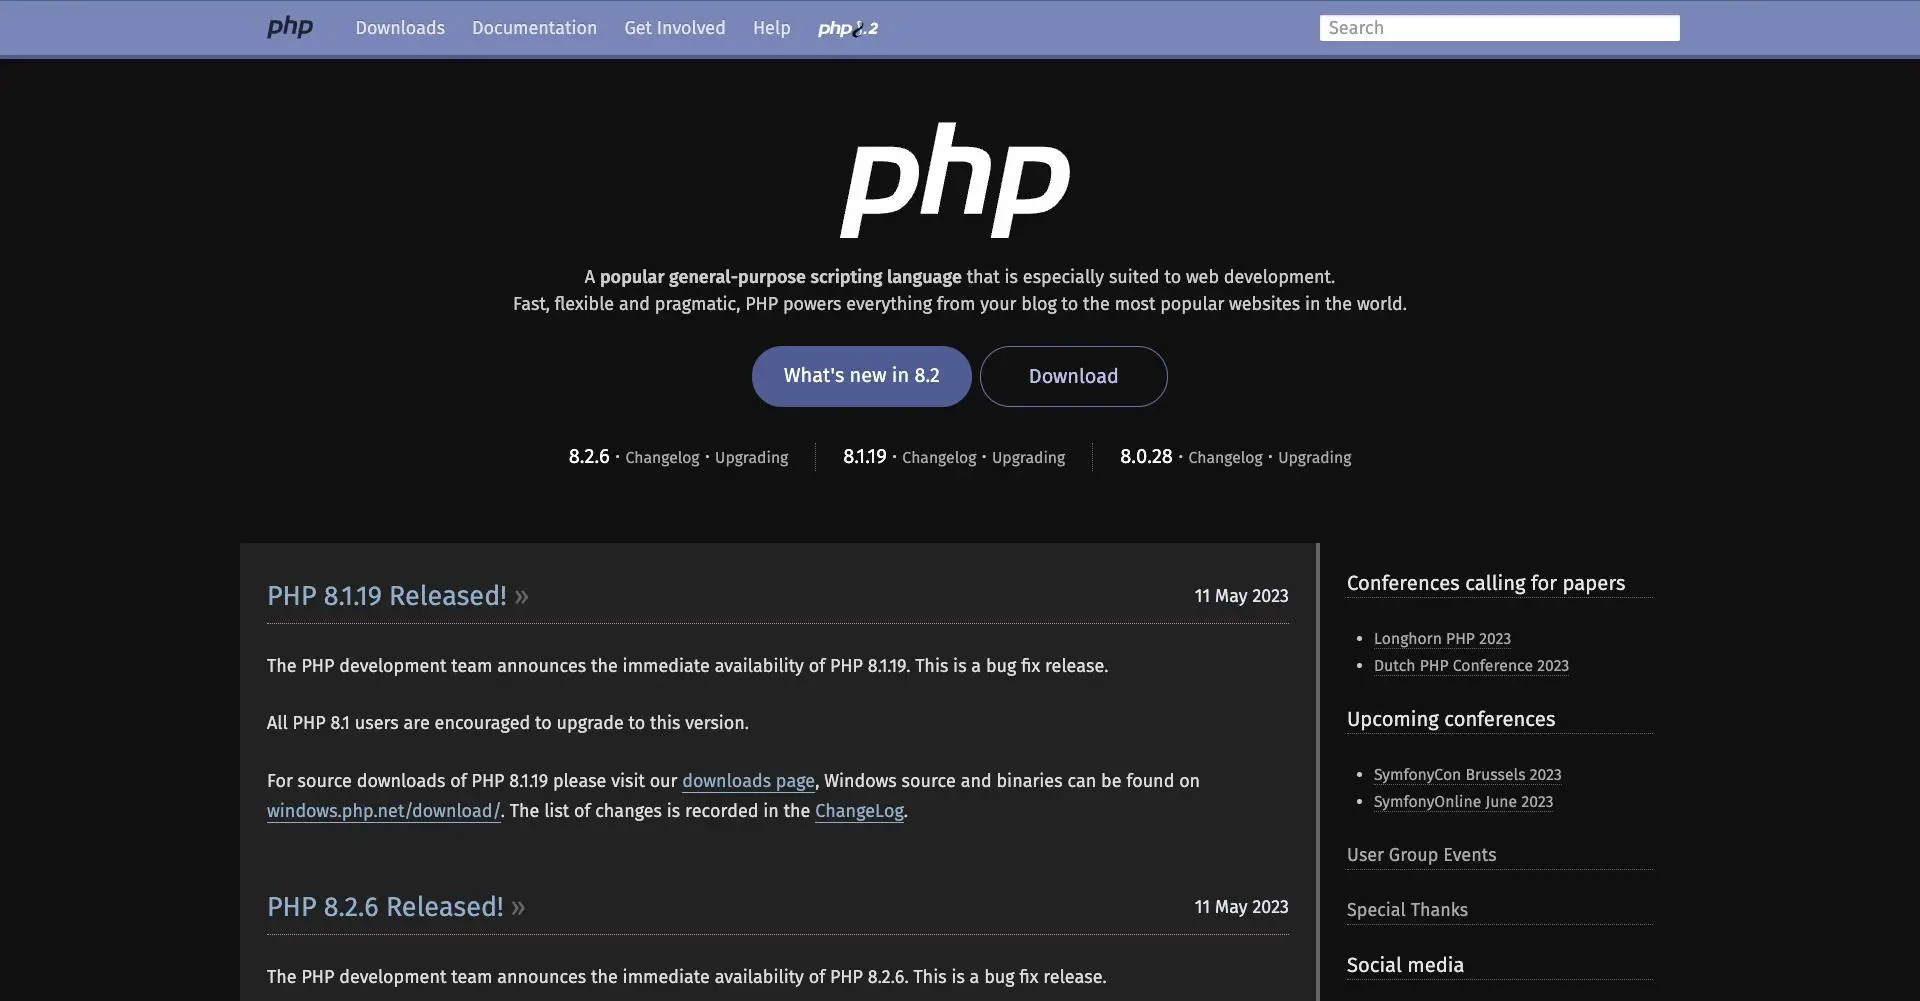 php
Downloads
Documentation
Get Involved
Help
php8.2
Search
php
A popular general-purpose scripting language that is especially suited to web development.
Fast, flexible and pragmatic, PHP powers everything from your blog to the most popular websites in the world.
What's new in 8.2
Download
8.2.6 · Changelog · Upgrading
8.1.19 · Changelog · Upgrading
8.0.28 · Changelog · Upgrading
PHP 8.1.19 Released! »
11 May 2023
The PHP development team announces the immediate availability of PHP 8.1.19. This is a bug fix release.
All PHP 8.1 users are encouraged to upgrade to this version.
For source downloads of PHP 8.1.19 please visit our downloads page, Windows source and binaries can be found on
windows.php.net/download/. The list of changes is recorded in the ChangeLog.
PHP 8.2.6 Released! »
11 May 2023
The PHP development team announces the immediate availability of PHP 8.2.6. This is a bug fix release.
Conferences calling for papers
• Longhorn PHP 2023
• Dutch PHP Conference 2023
Upcoming conferences
• SymfonyCon Brussels 2023
• SymfonyOnline June 2023
User Group Events
Special Thanks
Social media